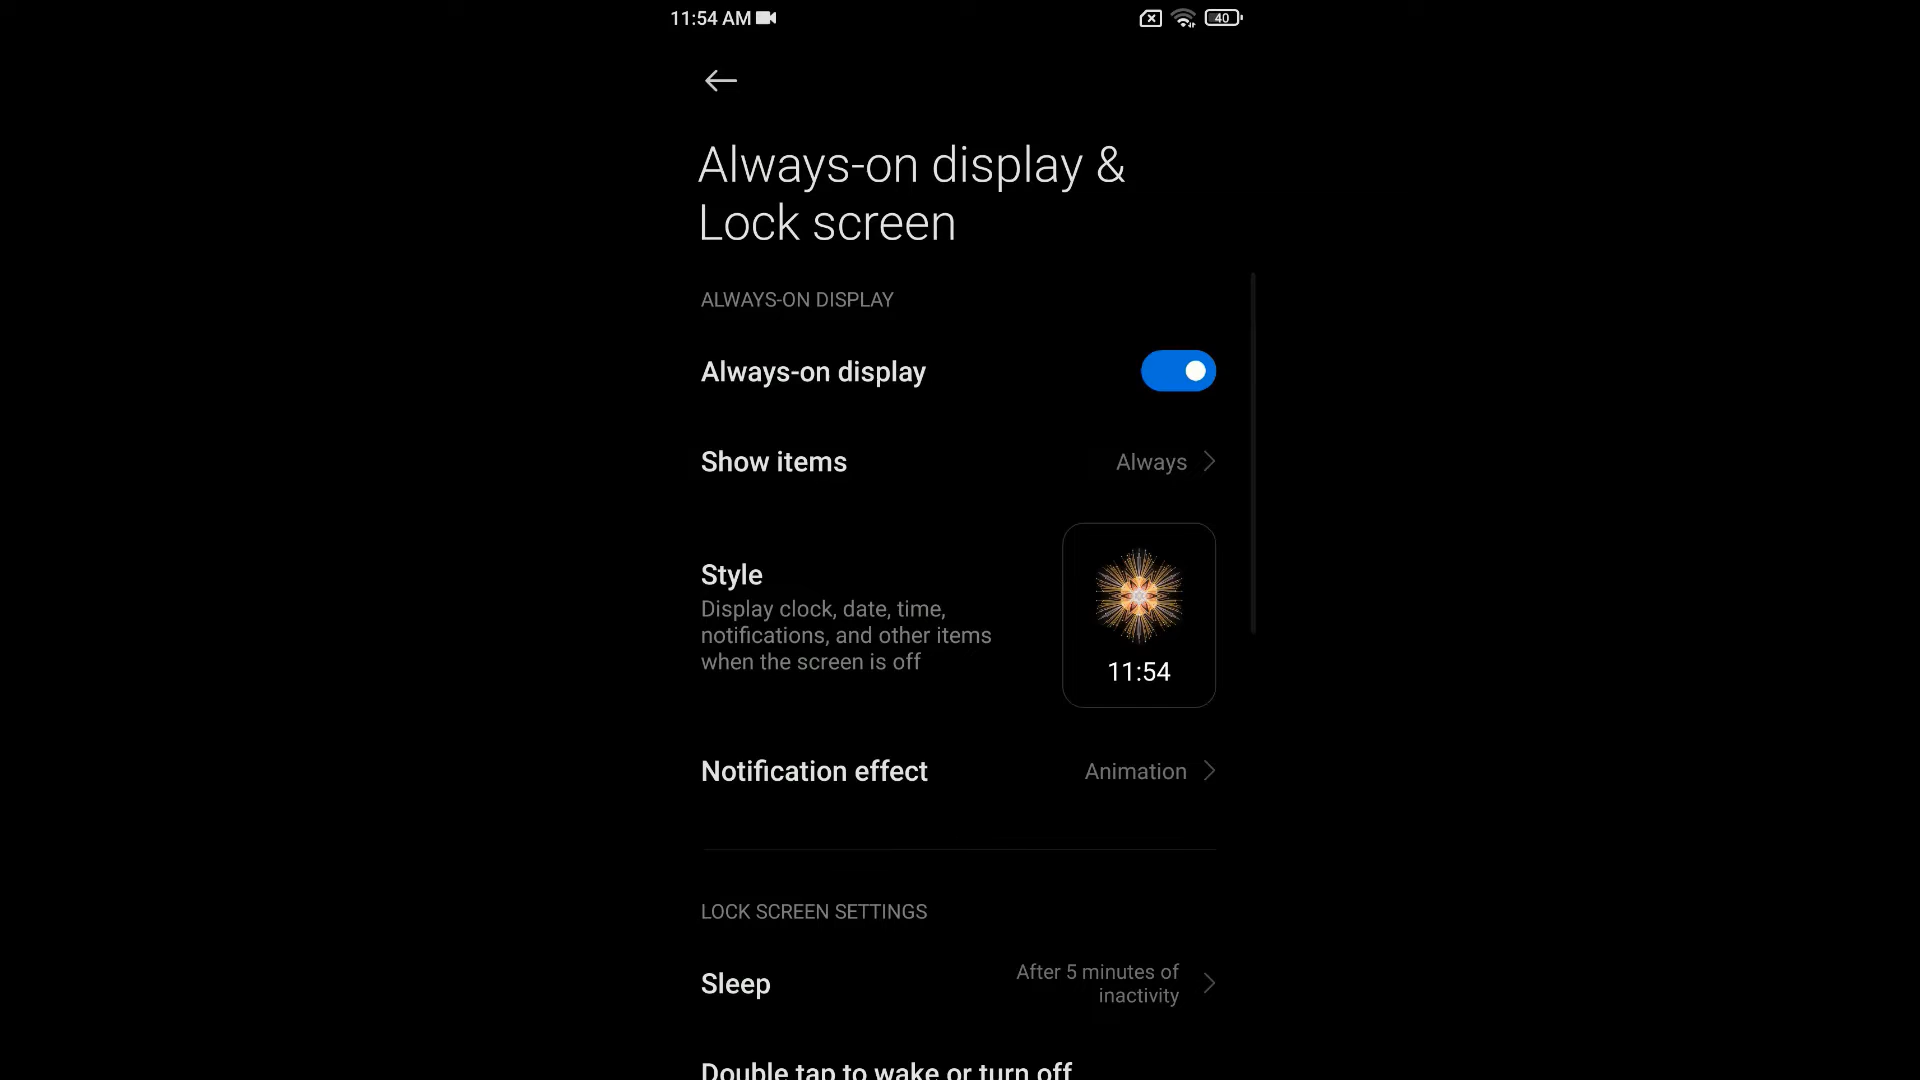 11:54 AM
40
Always-on display &
Lock screen
ALWAYS-ON DISPLAY
Always-on display
Show items
Always
Style
Display clock, date, time,
notifications, and other items
when the screen is off
11:54
Notification effect
Animation
LOCK SCREEN SETTINGS
Sleep
After 5 minutes of
inactivity
Double tap to wake or turn off